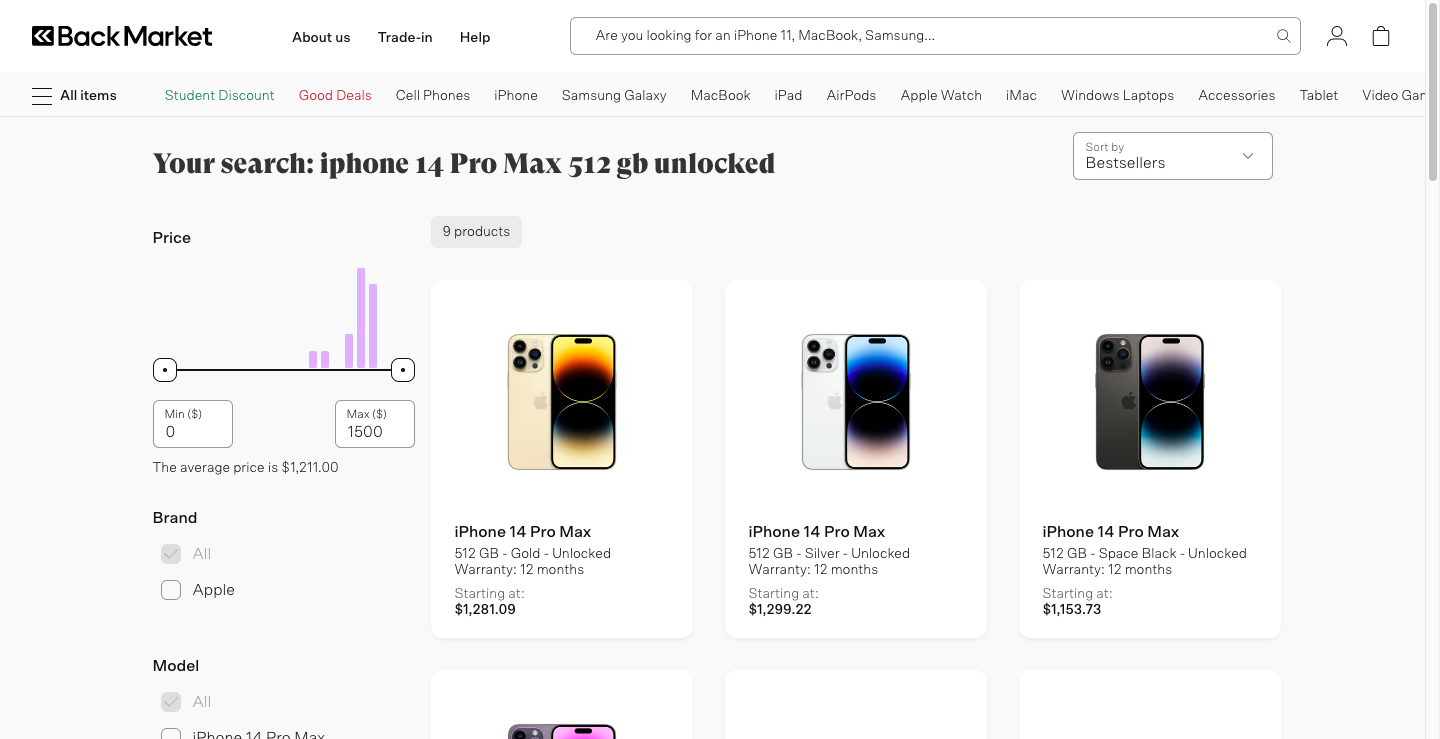 Back Market
About us
Trade-in
Help
Are you looking for an iPhone 11, MacBook, Samsung...
All items
Student Discount
Good Deals
Cell Phones
iPhone
Samsung Galaxy
MacBook
iPad
AirPods
Apple Watch
iMac
Windows Laptops
Accessories
Tablet
Video Gam
Your search: iphone 14 Pro Max 512 gb unlocked
Sort by
Bestsellers
Price
Min ($)
0
Max ($)
1500
The average price is $1,211.00
Brand
All
Apple
Model
All
iPhone 14 Pro Max
9 products
iPhone 14 Pro Max
512 GB - Gold - Unlocked
Warranty: 12 months
Starting at:
$1,281.09
iPhone 14 Pro Max
512 GB - Silver - Unlocked
Warranty: 12 months
Starting at:
$1,299.22
iPhone 14 Pro Max
512 GB - Space Black - Unlocked
Warranty: 12 months
Starting at:
$1,153.73